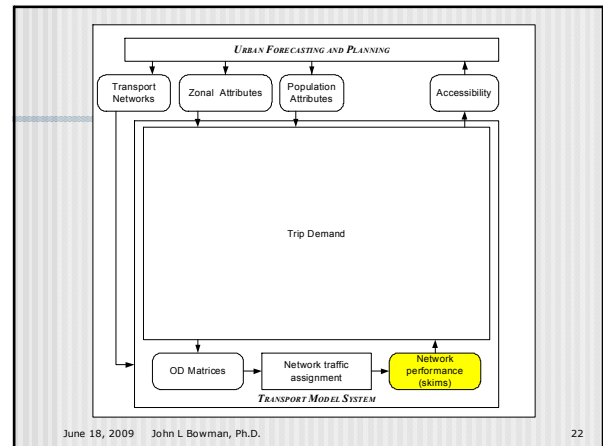 URBAN FORECASTING AND PLANNING
Transport
Networks
Zonal Attributes
Population
Attributes
Accessibility
Trip Demand
OD Matrices
Network traffic
assignment
Network
performance
(skims)
TRANSPORT MODEL SYSTEM
June 18, 2009 John L Bowman, Ph.D. 22